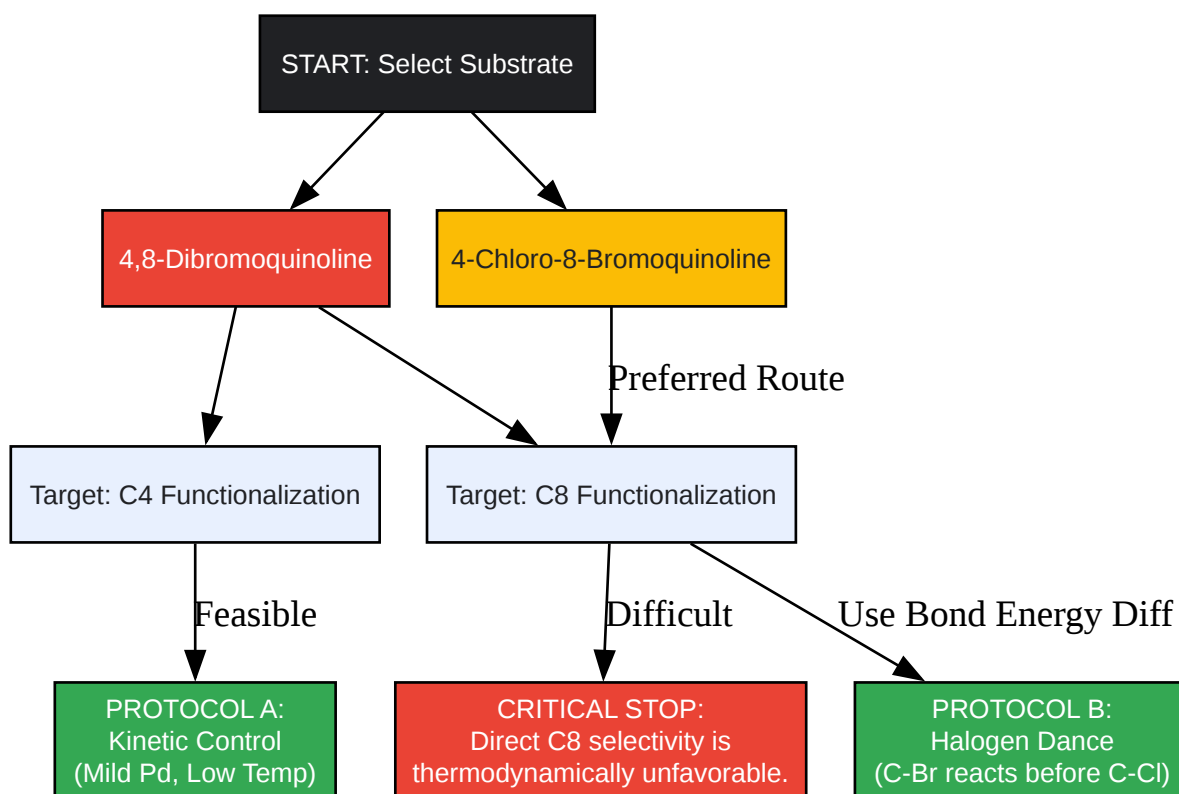 START: Select Substrate
4,8-Dibromoquinoline
4-Chloro-8-Bromoquinoline
Preferred Route
Target: C4 Functionalization
Target: C8 Functionalization
Feasible
Difficult
Use Bond Energy Diff
PROTOCOL A:
Kinetic Control
(Mild Pd, Low Temp)
CRITICAL STOP:
Direct C8 selectivity is
thermodynamically unfavorable.
PROTOCOL B:
Halogen Dance
(C-Br reacts before C-Cl)